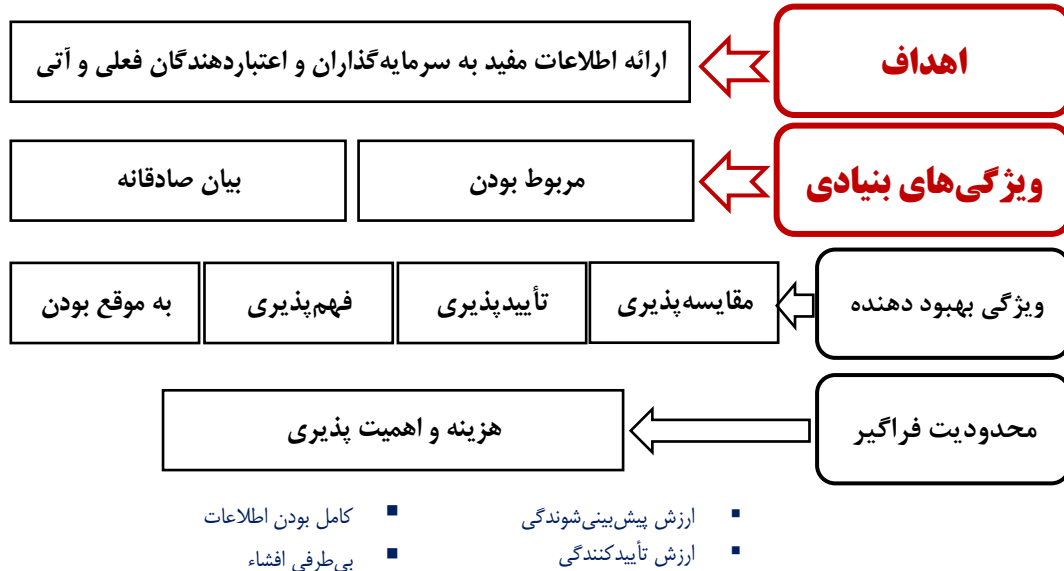 اهداف
ارائه اطلاعات مفید به سرمایه‌گذاران و اعتباردهندگان فعلی و آتی
ویژگی‌های بنیادی
مربوط بودن
بیان صادقانه
ویژگی بهبود دهنده
مقایسه‌پذیری
تأییدپذیری
فهم‌پذیری
به موقع بودن
محدودیت فراگیر
هزینه و اهمیت پذیری
ارزش پیش‌بینی‌شوندگی
ارزش تأییدکنندگی
کامل بودن اطلاعات
بی‌طرفی افشاء